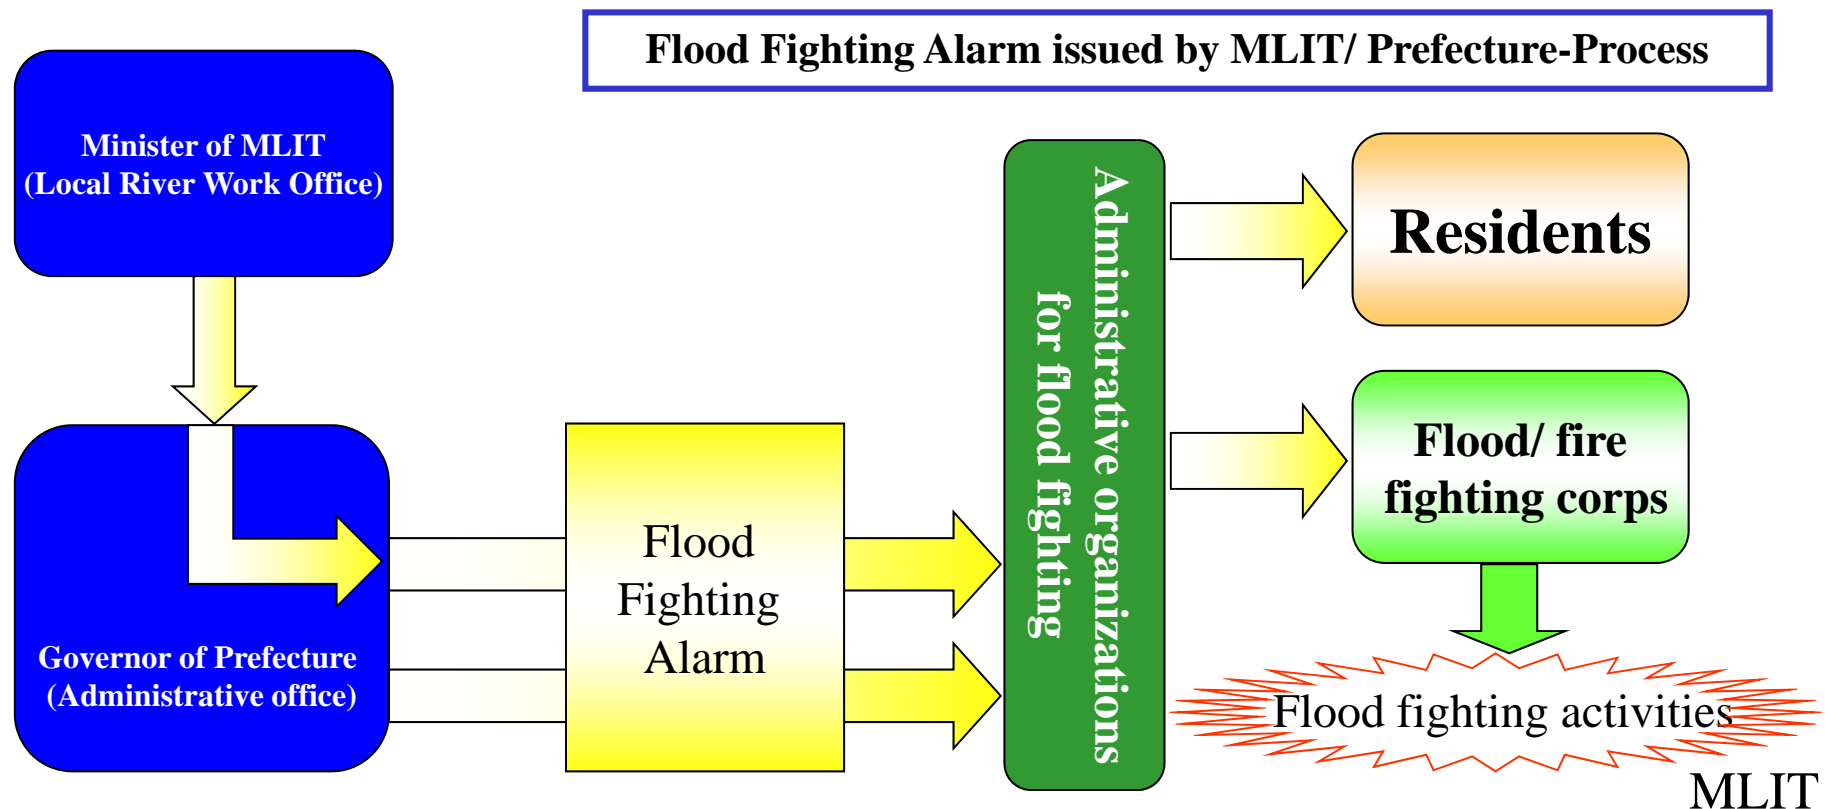 Flood Fighting Alarm issued by MLIT/ Prefecture-Process
Minister of MLIT
(Local River Work Office)
Governor of Prefecture
(Administrative office)
Flood
Fighting
Alarm
Administrative organizations
for flood fighting
Residents
Flood/ fire
fighting corps
Flood fighting activities
MLIT